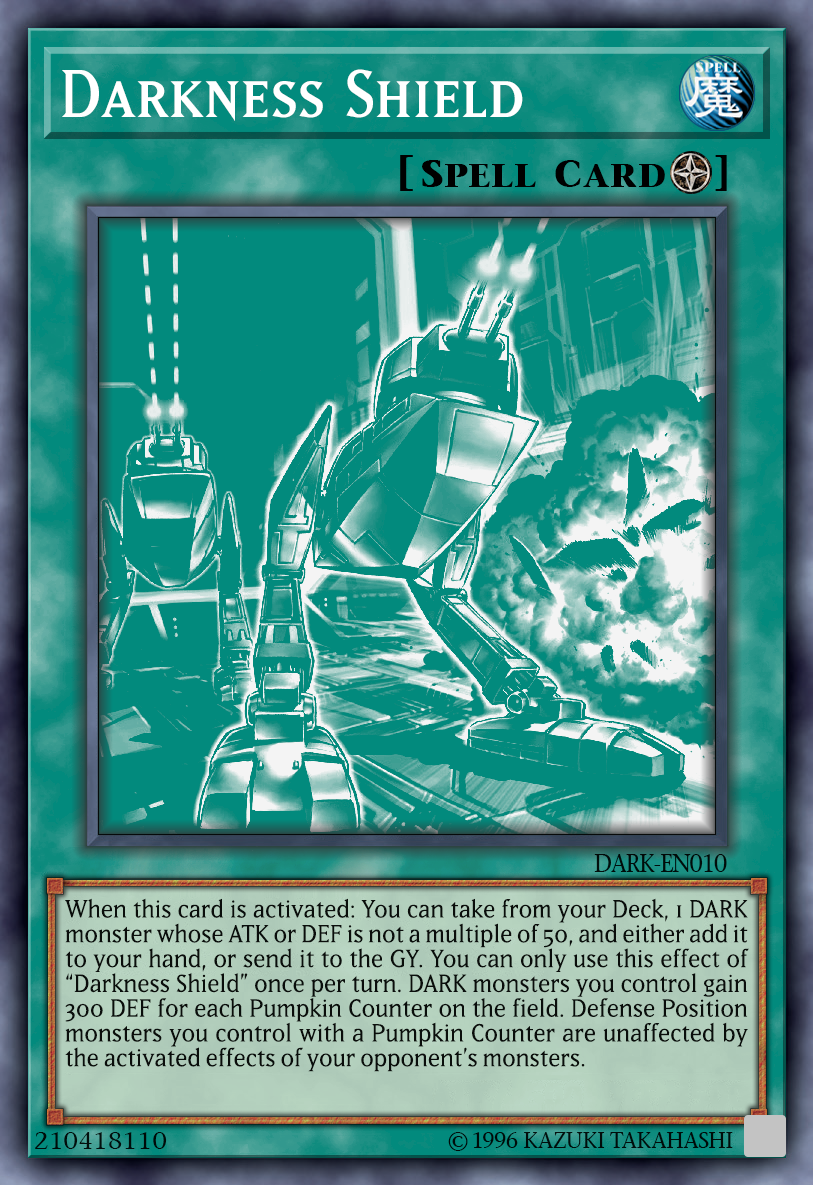 Darkness Shield
SPELL
魔
[Spell Card]
DARK-EN010
When this card is activated: You can take from your Deck, 1 DARK
monster whose ATK or DEF is not a multiple of 50, and either add it
to your hand, or send it to the GY. You can only use this effect of
“Darkness Shield” once per turn. DARK monsters you control gain
300 DEF for each Pumpkin Counter on the field. Defense Position
monsters you control with a Pumpkin Counter are unaffected by
the activated effects of your opponent’s monsters.
210418110
© 1996 KAZUKI TAKAHASHI